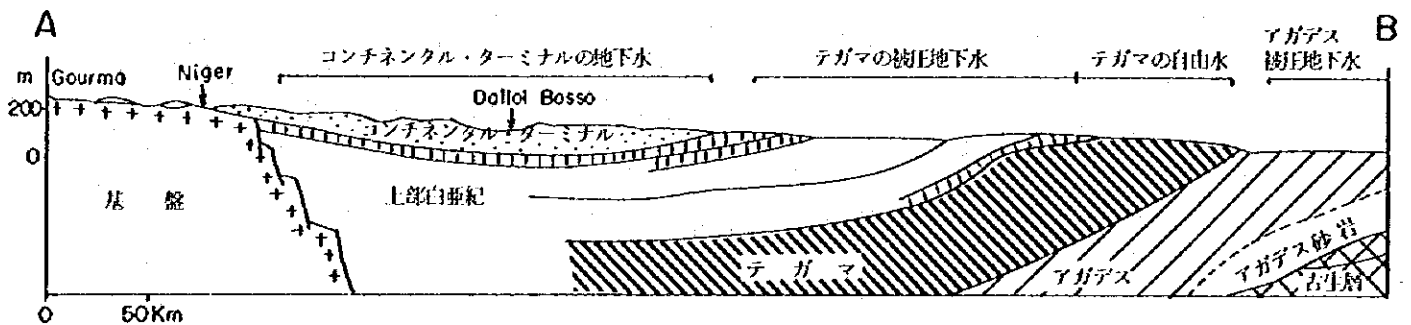 A
B
アガデス
コンチネンタル・ターミナルの地下水
テガマの被圧地下水
テガマの自由水
被圧地下水
m
Gourma
Niger
Dallol Bosso
200
コンチネンタル・ターミナル
0
基盤
上部白亜紀
テガマ
アガデス
アガデス砂岩
古生層
0
50Km